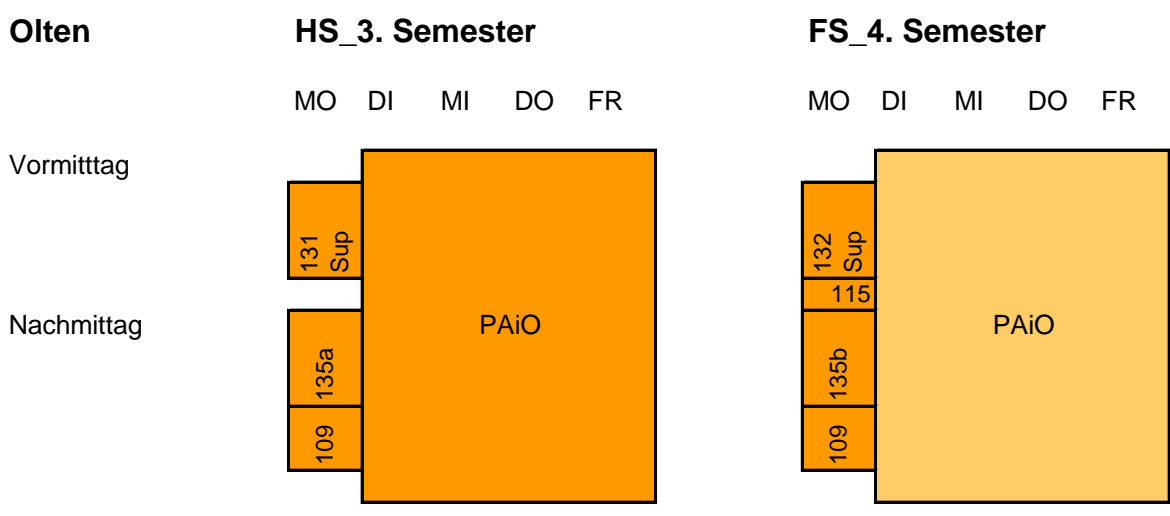 Olten HS_3. Semester FS_4. Semester
MO DI MI DO FR MO DI MI DO FR
Vormitttag
131 Sup
132 Sup
115
Nachmittag
135a
PAiO
135b
PAiO
109
109